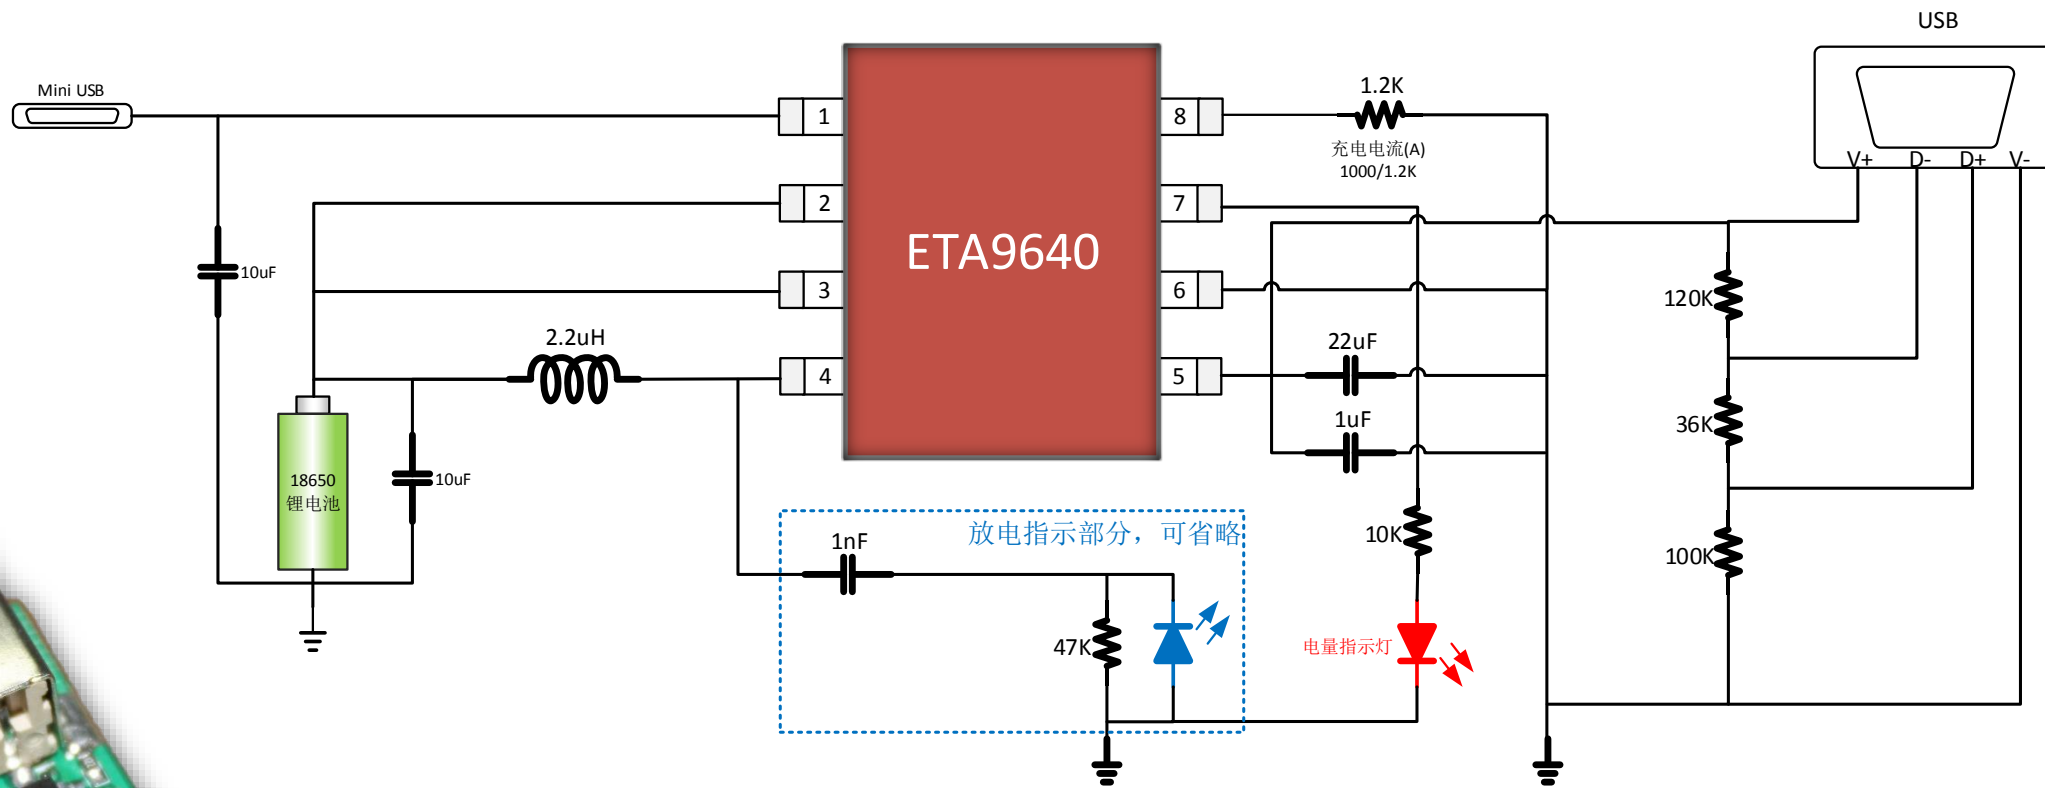 USB
Mini USB
1
8
1.2K
充电电流(A)
1000/1.2K
V+
D-
D+
V-
2
7
ETA9640
10uF
3
6
120K
2.2uH
22uF
4
5
1uF
36K
18650
锂电池
10uF
放电指示部分，可省略
1nF
10K
100K
47K
电量指示灯